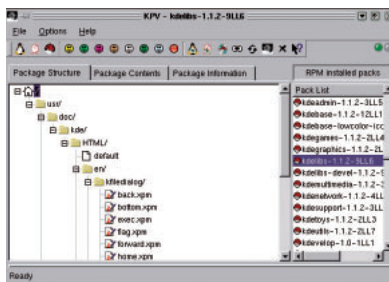 KPV - kdelibs-1.1.2-9LL6
File Options Help
Package Structure
Package Contents
Package Information
RPM installed packs
/
usr/
doc/
kde/
HTML/
default
en/
kfiledialog/
back.xpm
bottom.xpm
exec.xpm
flag.xpm
forward.xpm
home.xpm
Pack List
kdeadmin-1.1.2-3LL5
kdebase-1.1.2-12LL1
kdebase-lowcolor-icc
kdegames-1.1.2-2LL4
kdegraphics-1.1.2-2L
kdelibs-1.1.2-9LL6
kdelibs-devel-1.1.2-9
kdemultimedia-1.1.2-
kdenetwork-1.1.2-4LL
kdesupport-1.1.2-2LL
kdetoys-1.1.2-2LL3
kdeutils-1.1.2-2LL7
kdevelop-1.0-1LL1
Ready